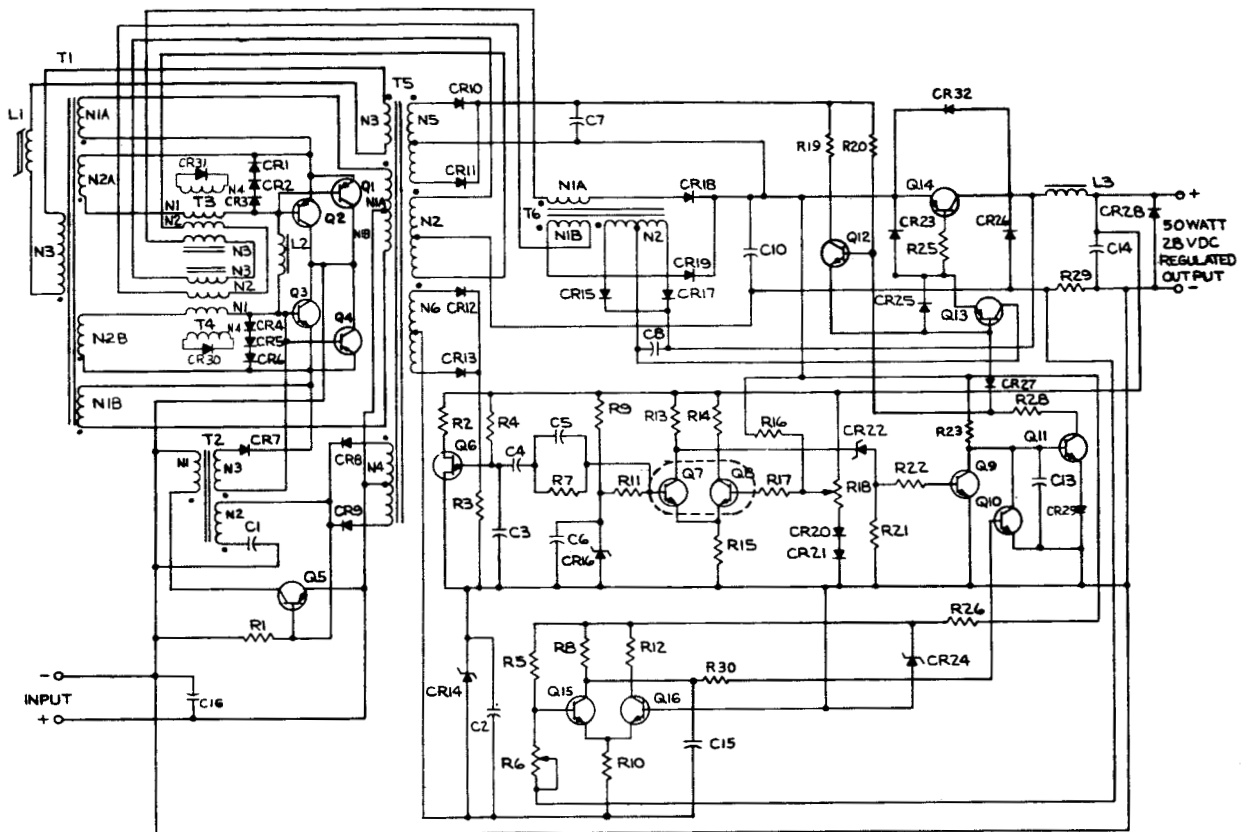 T1
L1
N1A
N2A
CR31
N4
T3
CR1
CR2
CR3
N1
N2
Q2
Q1
N1A
N1B
N3
L2
N3
N3
N2
N1
Q3
Q4
T4
N4
CR30
CR4
CR5
CR6
N2B
N1B
T2
N1
N3
N2
CR7
CR8
CR9
N4
C1
Q5
R1
-
INPUT
+
C16
T5
N3
N5
CR10
CR11
N2
N6
CR12
CR13
C7
N1A
T6
N1B
N2
CR18
CR19
CR15
CR17
C8
C10
R19
R20
Q12
CR32
Q14
CR23
R25
CR26
CR25
Q13
L3
CR28
C14
R29
+
50 WATT
28 VDC
REGULATED
OUTPUT
-
CR27
R28
R2
R4
Q6
C4
C5
R7
R3
C3
R9
R11
C6
CR16
R13
R14
Q7
Q8
R15
R16
R17
CR22
R18
CR20
CR21
R21
R22
R23
Q9
Q10
Q11
C13
CR29
R26
CR14
C2
R5
R8
R12
R30
CR24
Q15
Q16
R6
R10
C15